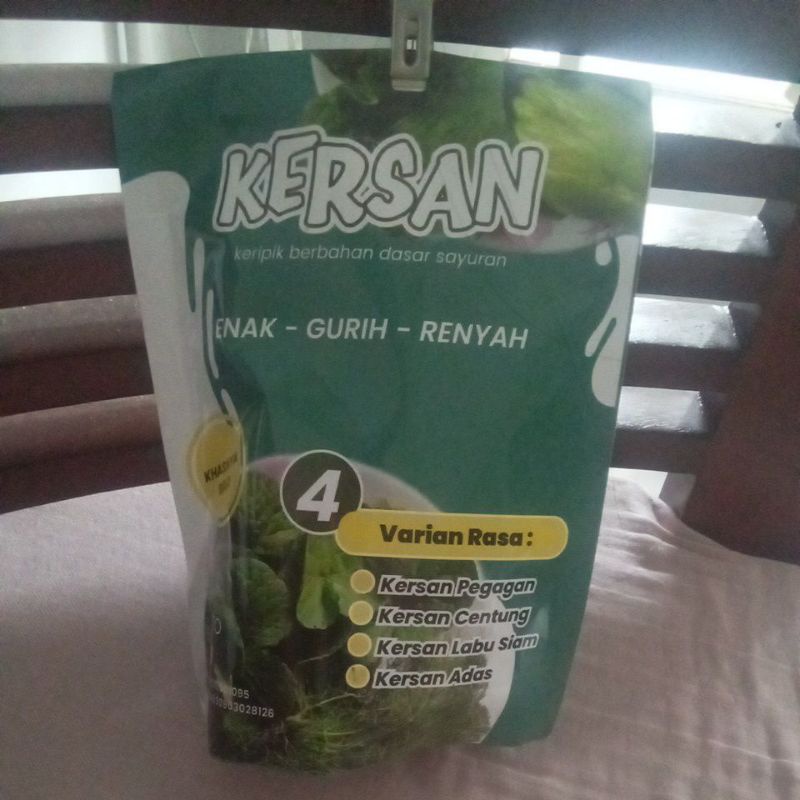 KERSAN
keripik berbahan dasar sayuran
ENAK - GURIH - RENYAH
KHASNYA
4
Varian Rasa :
Kersan Pegagan
Kersan Centung
Kersan Labu Siam
Kersan Adas